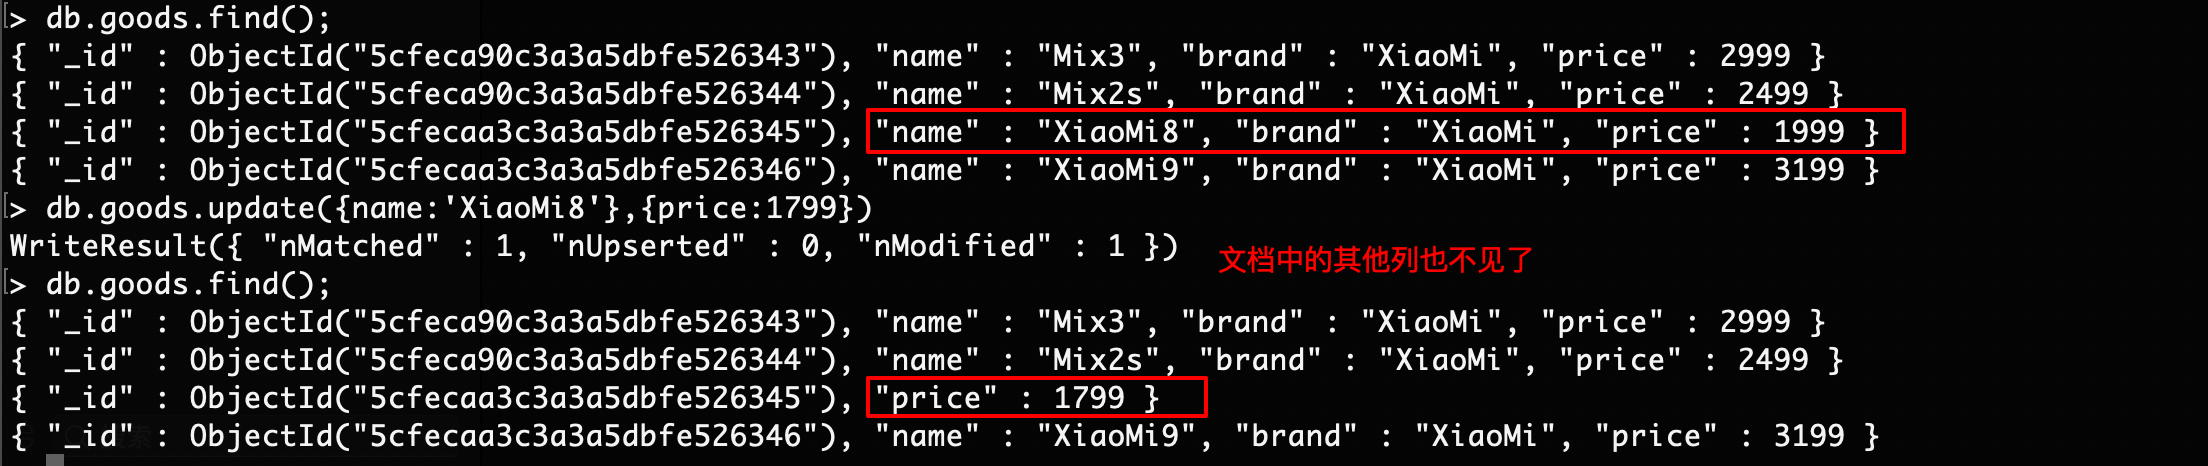 > db.goods.find();
{ "_id" : ObjectId("5cfeca90c3a3a5dbfe526343"), "name" : "Mix3", "brand" : "XiaoMi", "price" : 2999 }
{ "_id" : ObjectId("5cfeca90c3a3a5dbfe526344"), "name" : "Mix2s", "brand" : "XiaoMi", "price" : 2499 }
{ "_id" : ObjectId("5cfecaa3c3a3a5dbfe526345"), "name" : "XiaoMi8", "brand" : "XiaoMi", "price" : 1999 }
{ "_id" : ObjectId("5cfecaa3c3a3a5dbfe526346"), "name" : "XiaoMi9", "brand" : "XiaoMi", "price" : 3199 }
> db.goods.update({name:'XiaoMi8'},{price:1799})
WriteResult({ "nMatched" : 1, "nUpserted" : 0, "nModified" : 1 })
文档中的其他列也不见了
> db.goods.find();
{ "_id" : ObjectId("5cfeca90c3a3a5dbfe526343"), "name" : "Mix3", "brand" : "XiaoMi", "price" : 2999 }
{ "_id" : ObjectId("5cfeca90c3a3a5dbfe526344"), "name" : "Mix2s", "brand" : "XiaoMi", "price" : 2499 }
{ "_id" : ObjectId("5cfecaa3c3a3a5dbfe526345"), "price" : 1799 }
{ "_id" : ObjectId("5cfecaa3c3a3a5dbfe526346"), "name" : "XiaoMi9", "brand" : "XiaoMi", "price" : 3199 }